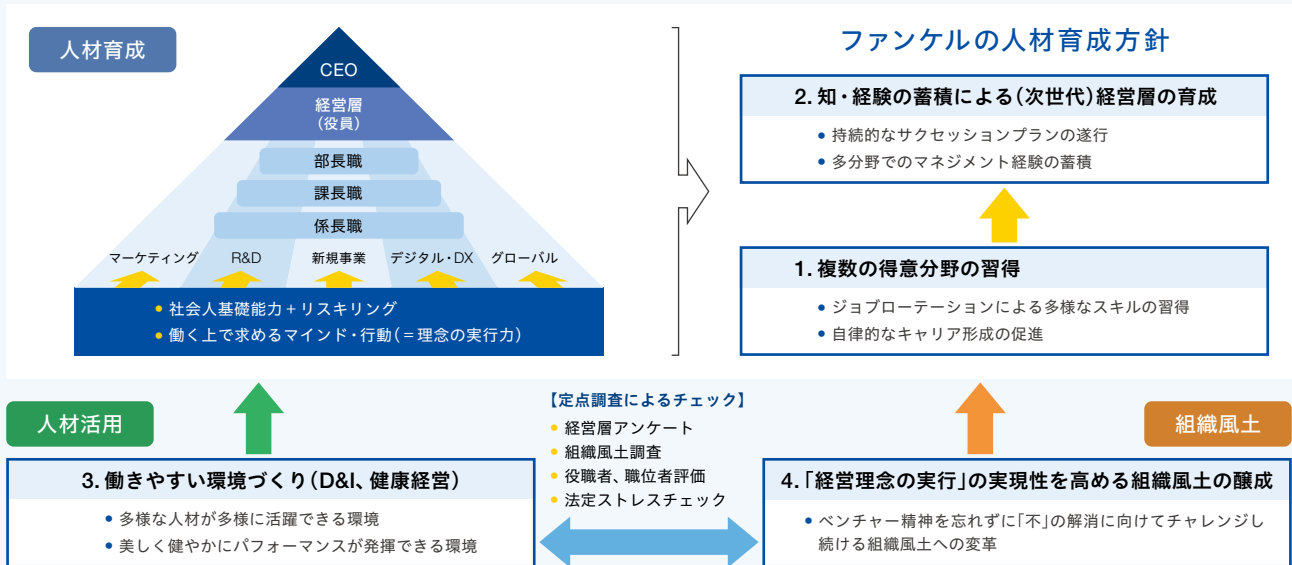 人材育成
CEO
経営層
(役員)
部長職
課長職
係長職
マーケティング R&D 新規事業 デジタル・DX グローバル
• 社会人基礎能力+リスキリング
• 働く上で求めるマインド・行動(=理念の実行力)
ファンケルの人材育成方針
2. 知・経験の蓄積による(次世代)経営層の育成
• 持続的なサクセッションプランの遂行
• 多分野でのマネジメント経験の蓄積
1. 複数の得意分野の習得
• ジョブローテーションによる多様なスキルの習得
• 自律的なキャリア形成の促進
人材活用
3. 働きやすい環境づくり(D&I、健康経営)
• 多様な人材が多様に活躍できる環境
• 美しく健やかにパフォーマンスが発揮できる環境
【定点調査によるチェック】
• 経営層アンケート
• 組織風土調査
• 役職者、職位者評価
• 法定ストレスチェック
組織風土
4.「経営理念の実行」の実現性を高める組織風土の醸成
• ベンチャー精神を忘れずに「不」の解消に向けてチャレンジし
続ける組織風土への変革